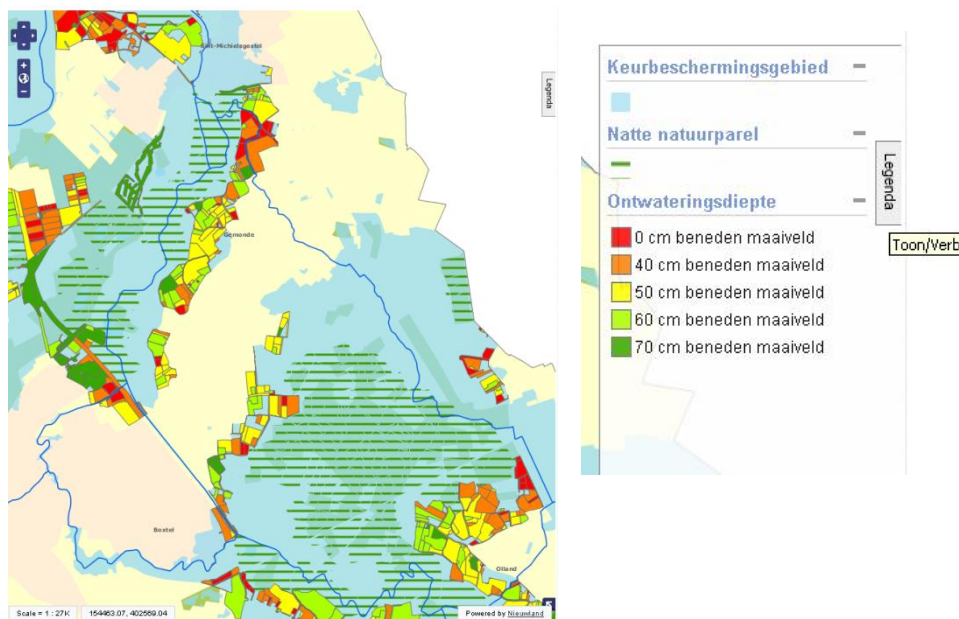 Sint-Michielsgestel
Legenda
Gemonde
Boxtel
Olland
Scale = 1 : 27K
154463.07, 402569.04
Powered by Nieuwland
Keurbeschermingsgebied
Natte natuurparel
Ontwateringsdiepte
0 cm beneden maaiveld
40 cm beneden maaiveld
50 cm beneden maaiveld
60 cm beneden maaiveld
70 cm beneden maaiveld
Legenda
Toon/Verb